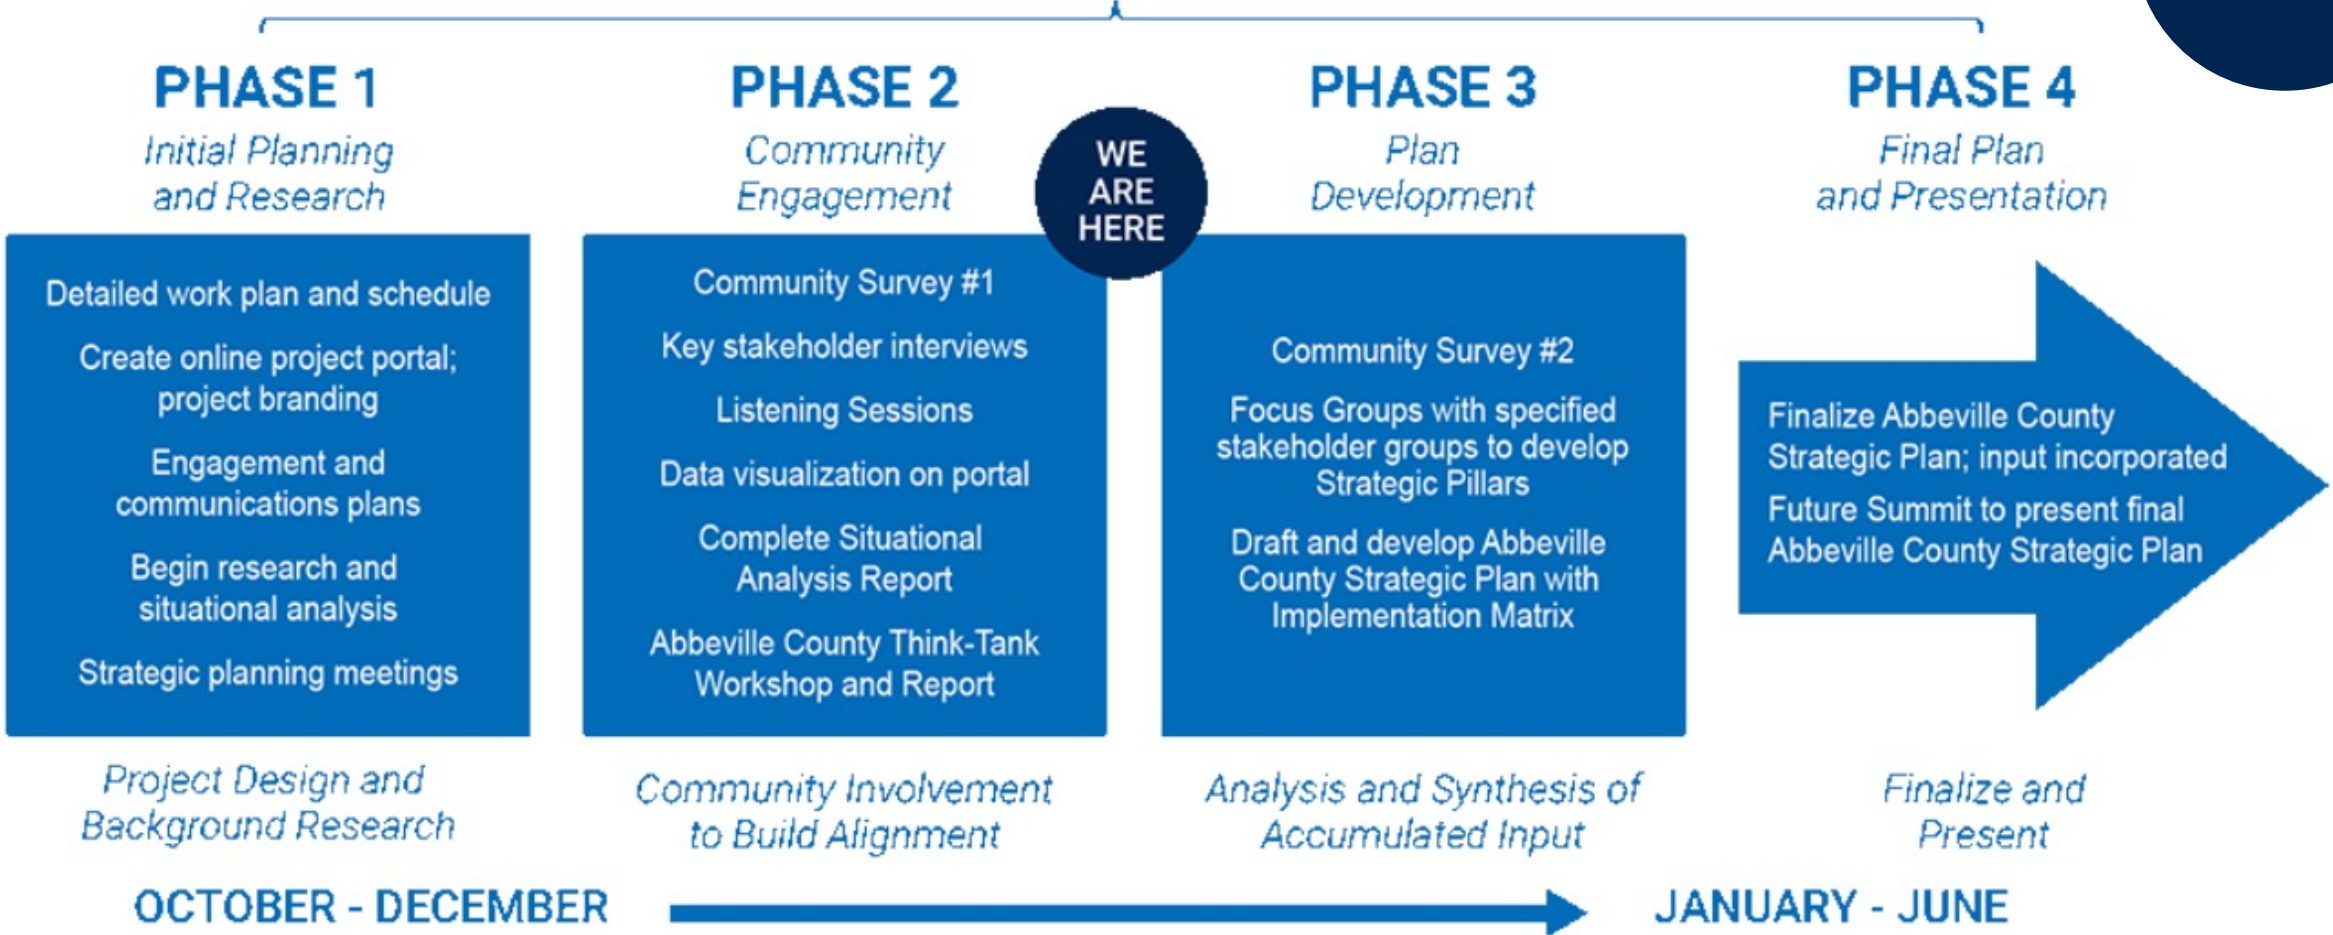 PHASE 1
Initial Planning
and Research
Detailed work plan and schedule
Create online project portal;
project branding
Engagement and
communications plans
Begin research and
situational analysis
Strategic planning meetings
Project Design and
Background Research
PHASE 2
Community
Engagement
Community Survey #1
Key stakeholder interviews
Listening Sessions
Data visualization on portal
Complete Situational
Analysis Report
Abbeville County Think-Tank
Workshop and Report
Community Involvement
to Build Alignment
WE
ARE
HERE
PHASE 3
Plan
Development
Community Survey #2
Focus Groups with specified
stakeholder groups to develop
Strategic Pillars
Draft and develop Abbeville
County Strategic Plan with
Implementation Matrix
Analysis and Synthesis of
Accumulated Input
PHASE 4
Final Plan
and Presentation
Finalize Abbeville County
Strategic Plan; input incorporated
Future Summit to present final
Abbeville County Strategic Plan
Finalize and
Present
OCTOBER - DECEMBER
JANUARY - JUNE